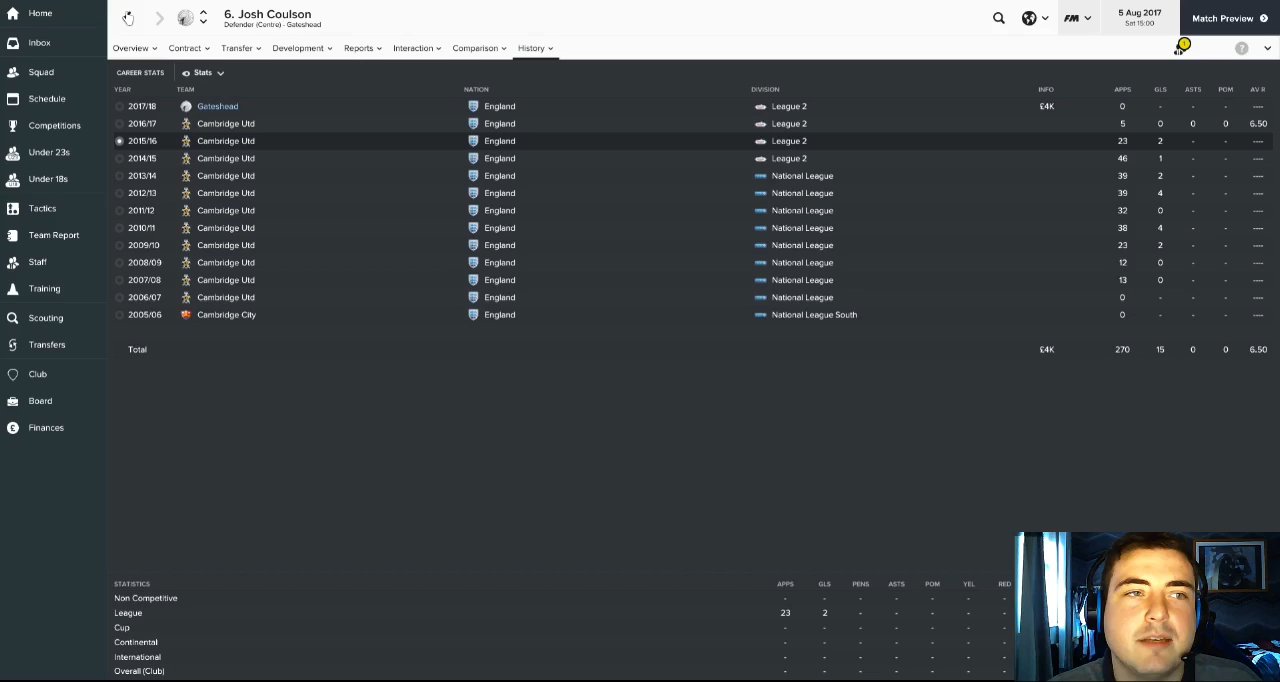 Home
6. Josh Coulson
Defender (Centre) - Gateshead
FM
5 Aug 2017
Sat 15:00
Match Preview
Inbox
Overview Contract Transfer Development Reports Interaction Comparison History
Squad
CAREER STATS Stats
YEAR TEAM NATION DIVISION INFO APPS GLS ASTS POM AV R
2017/18 Gateshead England League 2 £4K 0 - - - ----
2016/17 Cambridge Utd England League 2 5 0 0 0 6.50
2015/16 Cambridge Utd England League 2 23 2 - - ----
2014/15 Cambridge Utd England League 2 46 1 - - ----
2013/14 Cambridge Utd England National League 39 2 - - ----
2012/13 Cambridge Utd England National League 39 4 - - ----
2011/12 Cambridge Utd England National League 32 0 - - ----
2010/11 Cambridge Utd England National League 38 4 - - ----
2009/10 Cambridge Utd England National League 23 2 - - ----
2008/09 Cambridge Utd England National League 12 0 - - ----
2007/08 Cambridge Utd England National League 13 0 - - ----
2006/07 Cambridge Utd England National League 0 - - - ----
2005/06 Cambridge City England National League South 0 - - - ----
Total £4K 270 15 0 0 6.50
Schedule
Competitions
Under 23s
Under 18s
Tactics
Team Report
Staff
Training
Scouting
Transfers
Club
Board
Finances
STATISTICS APPS GLS PENS ASTS POM YEL RED
Non Competitive - - - - - - -
League 23 2 - - - - -
Cup - - - - - - -
Continental - - - - - - -
International - - - - - - -
Overall (Club) - - - - - - -